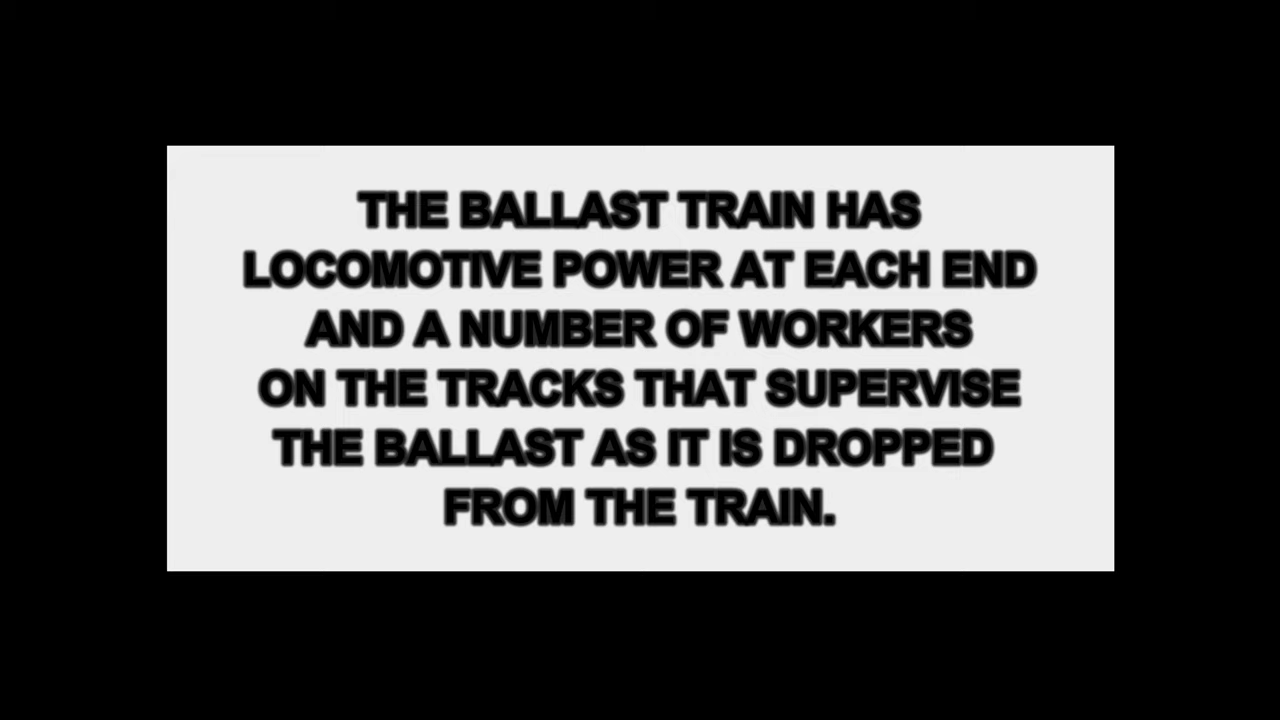 THE BALLAST TRAIN HAS
LOCOMOTIVE POWER AT EACH END
AND A NUMBER OF WORKERS
ON THE TRACKS THAT SUPERVISE
THE BALLAST AS IT IS DROPPED
FROM THE TRAIN.